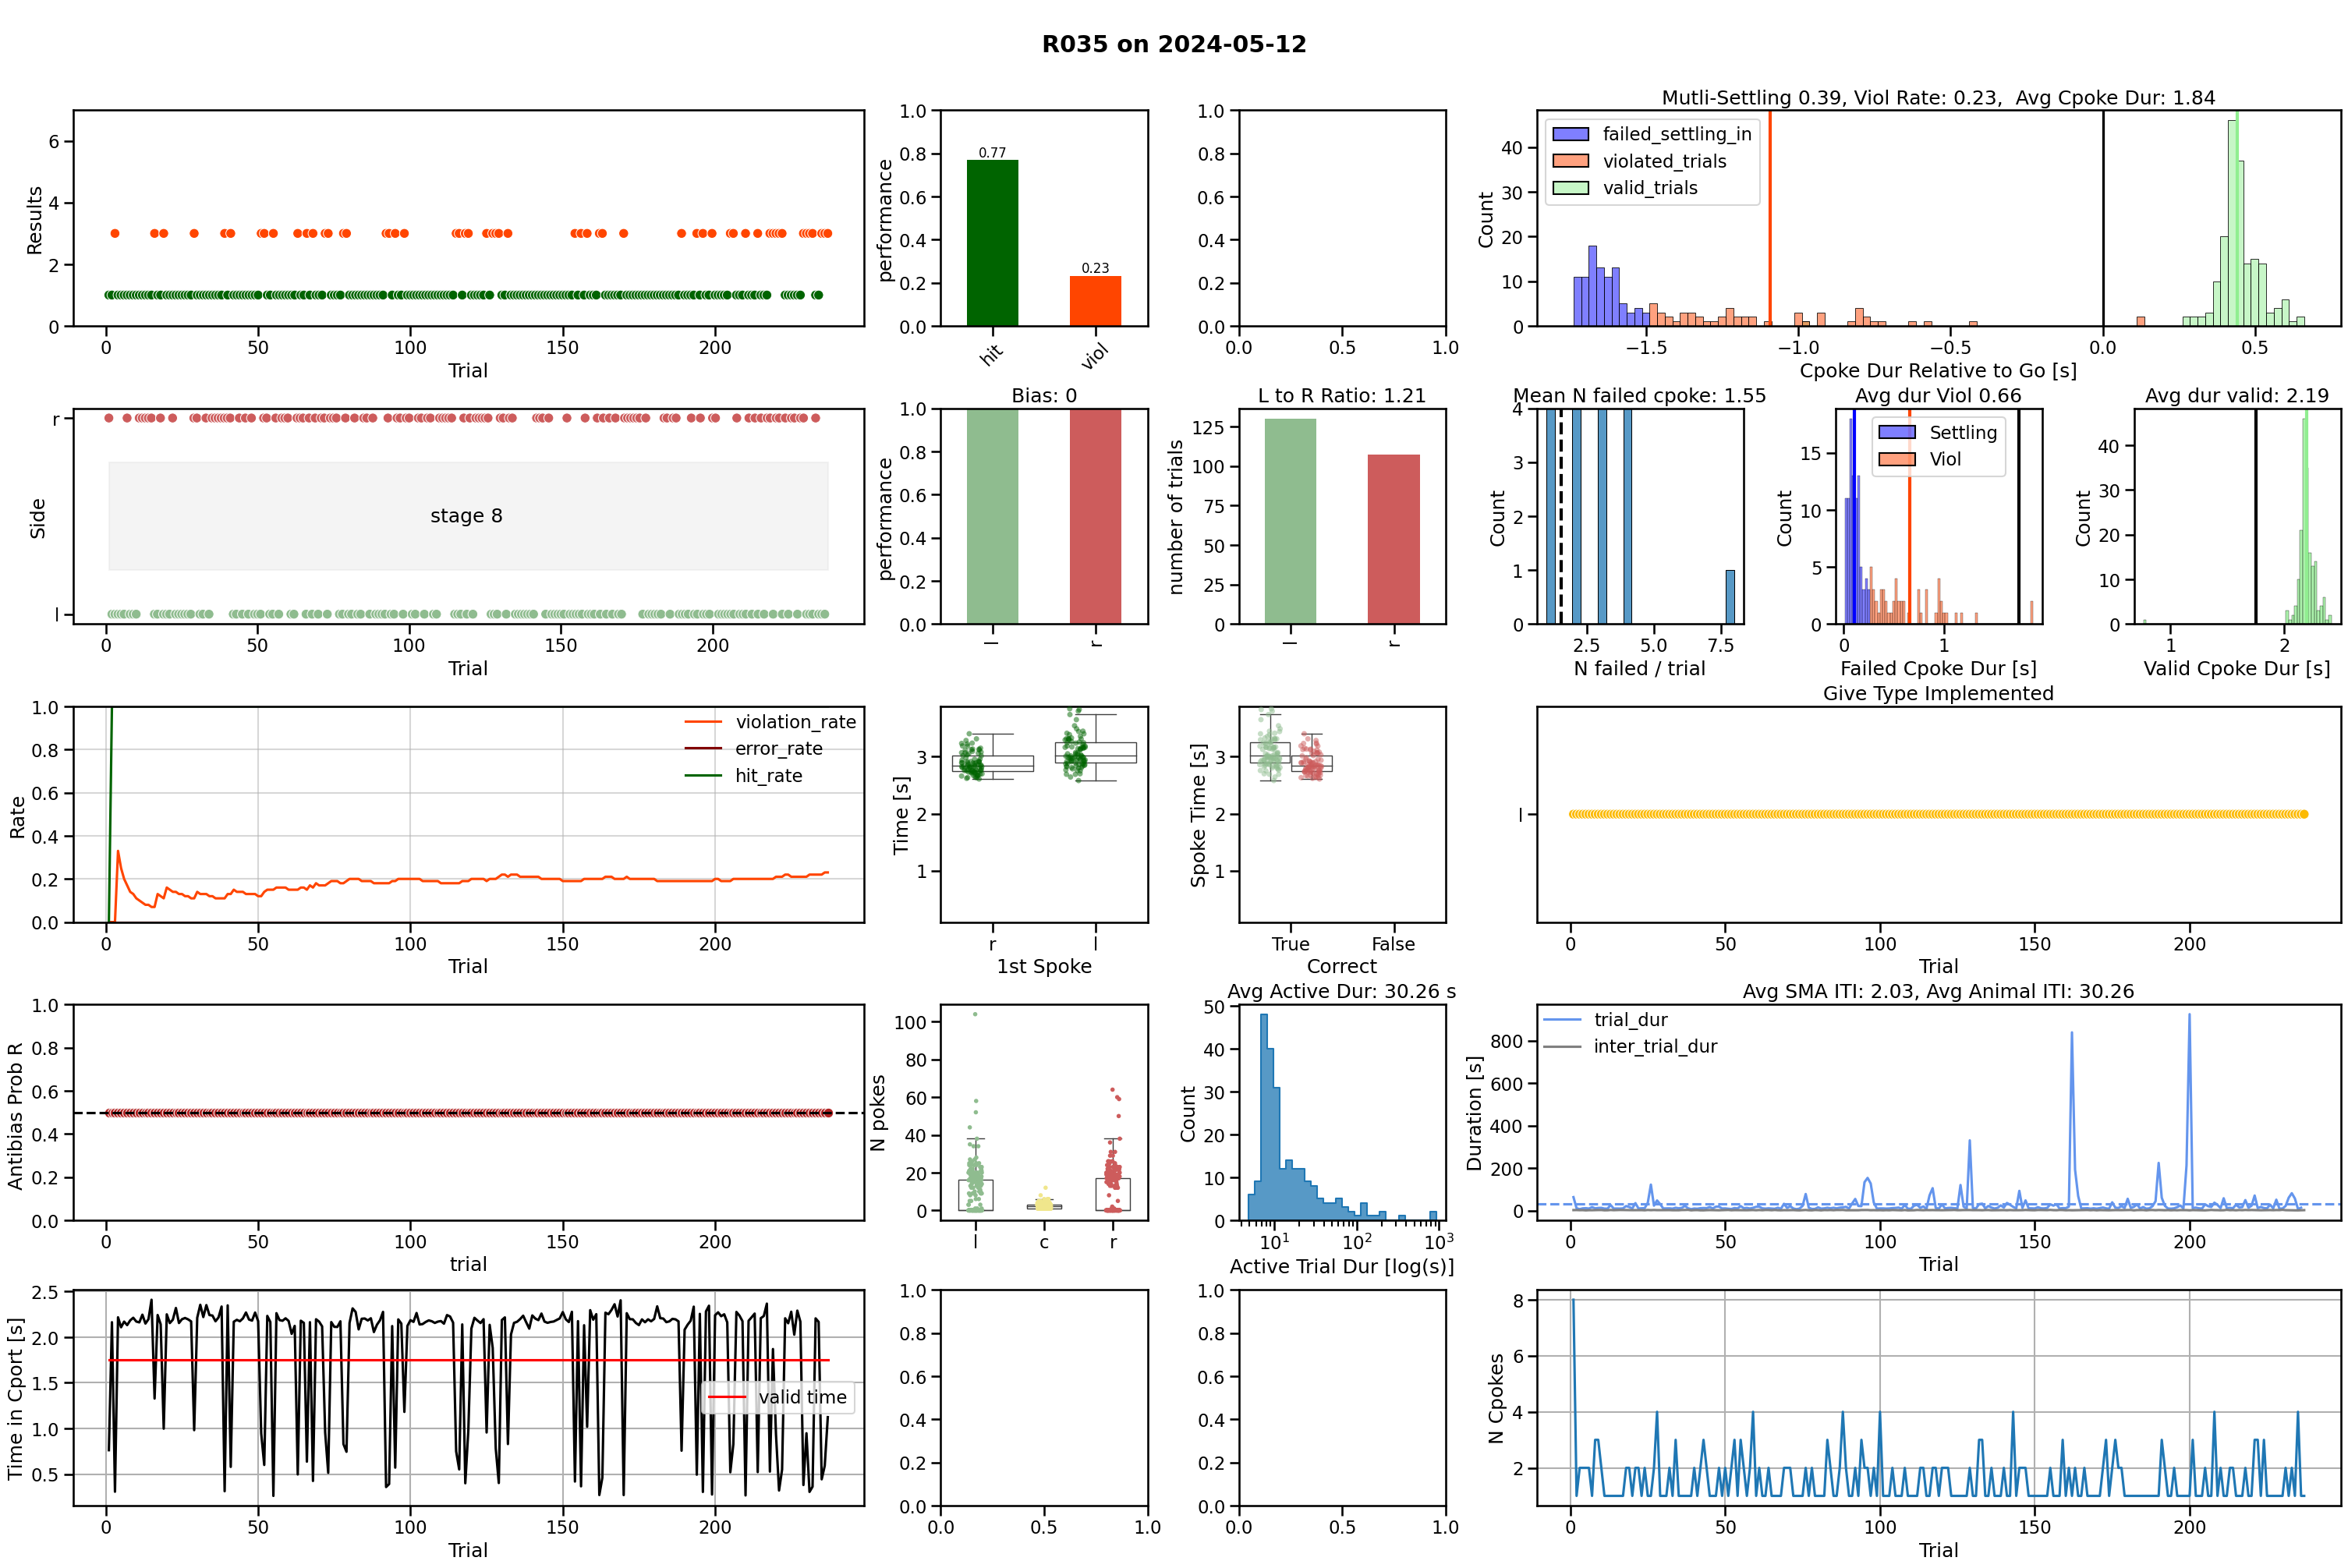 R035 on 2024-05-12
Results
0
2
4
6
0
50
100
150
200
Trial
performance
0.0
0.2
0.4
0.6
0.8
1.0
0.77
0.23
hit
viol
0.0
0.2
0.4
0.6
0.8
1.0
0.0
0.5
1.0
Mutli-Settling 0.39, Viol Rate: 0.23,  Avg Cpoke Dur: 1.84
failed_settling_in
violated_trials
valid_trials
Count
0
10
20
30
40
−1.5
−1.0
−0.5
0.0
0.5
Cpoke Dur Relative to Go [s]
Side
r
l
stage 8
0
50
100
150
200
Trial
Bias: 0
performance
0.0
0.2
0.4
0.6
0.8
1.0
l
r
L to R Ratio: 1.21
number of trials
0
25
50
75
100
125
l
r
Mean N failed cpoke: 1.55
Count
0
1
2
3
4
2.5
5.0
7.5
N failed / trial
Avg dur Viol 0.66
Settling
Viol
Count
0
5
10
15
0
1
Failed Cpoke Dur [s]
Avg dur valid: 2.19
Count
0
10
20
30
40
1
2
Valid Cpoke Dur [s]
Rate
0.0
0.2
0.4
0.6
0.8
1.0
violation_rate
error_rate
hit_rate
0
50
100
150
200
Trial
Time [s]
1
2
3
r
l
1st Spoke
Spoke Time [s]
1
2
3
True
False
Correct
Give Type Implemented
l
0
50
100
150
200
Trial
Antibias Prob R
0.0
0.2
0.4
0.6
0.8
1.0
0
50
100
150
200
trial
N pokes
0
20
40
60
80
100
l
c
r
Avg Active Dur: 30.26 s
Count
0
10
20
30
40
50
10¹
10²
10³
Active Trial Dur [log(s)]
Avg SMA ITI: 2.03, Avg Animal ITI: 30.26
trial_dur
inter_trial_dur
Duration [s]
0
200
400
600
800
0
50
100
150
200
Trial
Time in Cport [s]
0.5
1.0
1.5
2.0
2.5
valid time
0
50
100
150
200
Trial
0.0
0.2
0.4
0.6
0.8
1.0
0.0
0.5
1.0
0.0
0.2
0.4
0.6
0.8
1.0
0.0
0.5
1.0
N Cpokes
2
4
6
8
0
50
100
150
200
Trial